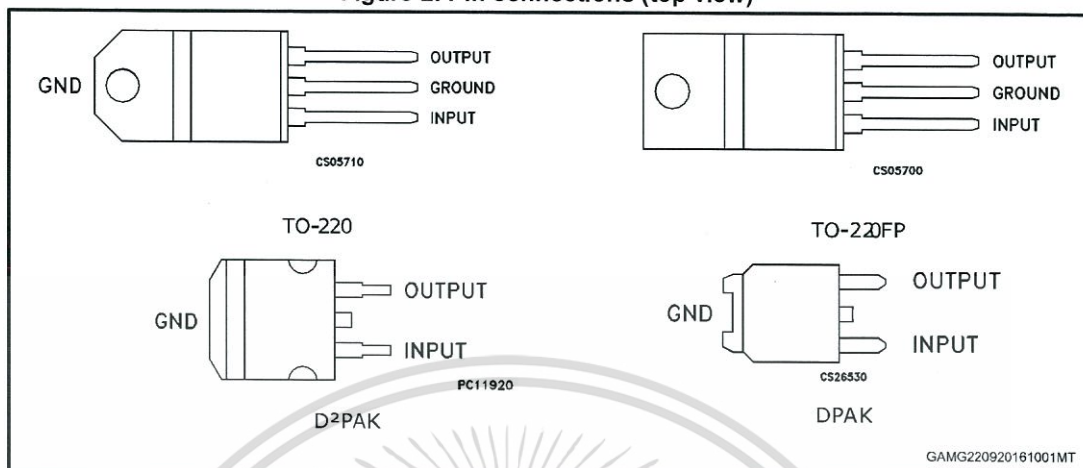 Figure 2. Pin connections (top view)
GND
OUTPUT
GROUND
INPUT
CS05710
TO-220
OUTPUT
GROUND
INPUT
CS05700
TO-220FP
GND
OUTPUT
INPUT
PC11920
D²PAK
GND
OUTPUT
INPUT
CS26530
DPAK
GAMG220920161001MT